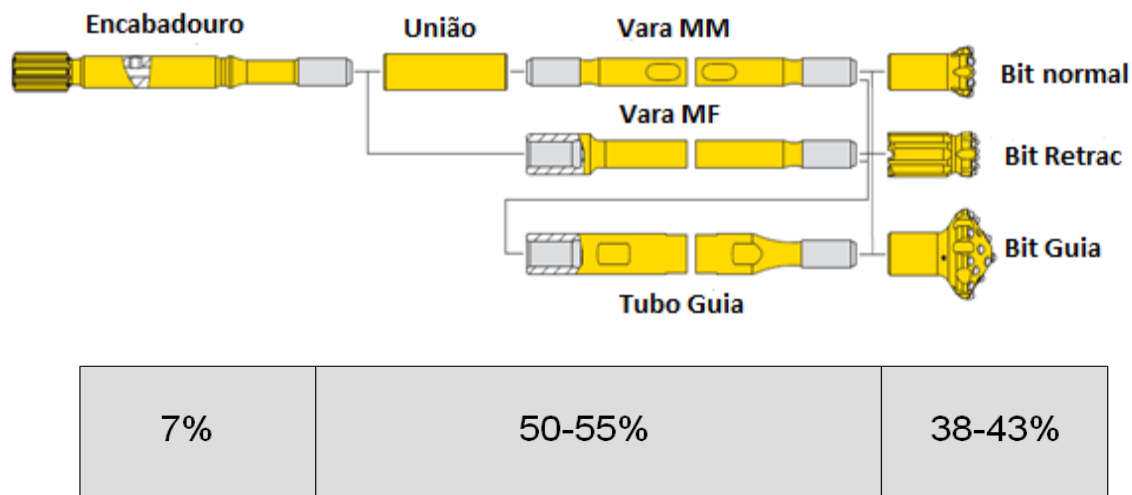 Encabadouro
União
Vara MM
Bit normal
Vara MF
Bit Retrac
Bit Guia
Tubo Guia
7%
50-55%
38-43%